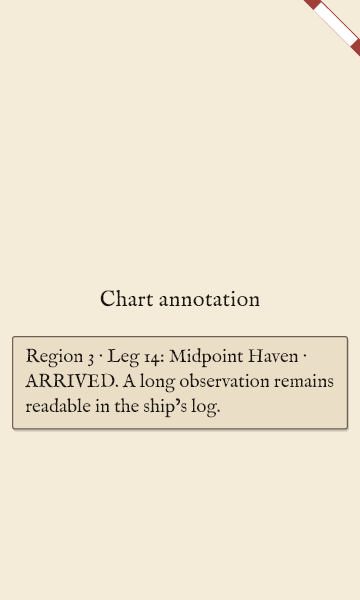 Chart annotation
Region 3 · Leg 14: Midpoint Haven ·
ARRIVED. A long observation remains
readable in the ship's log.